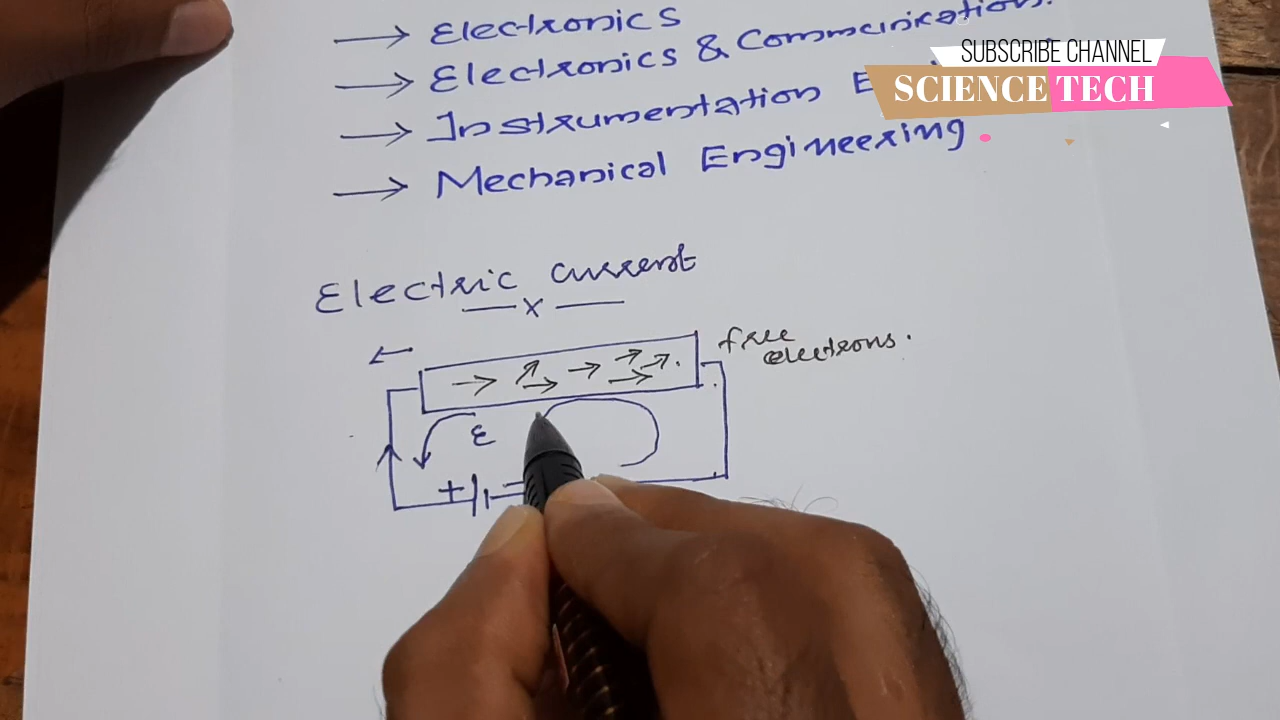 → Electronics
→ Electronics & Communication.
SUBSCRIBE CHANNEL
SCIENCE TECH
→ Instrumentation E
→ Mechanical Engineering.
Electric current
— x —
free
electrons.
ε
+